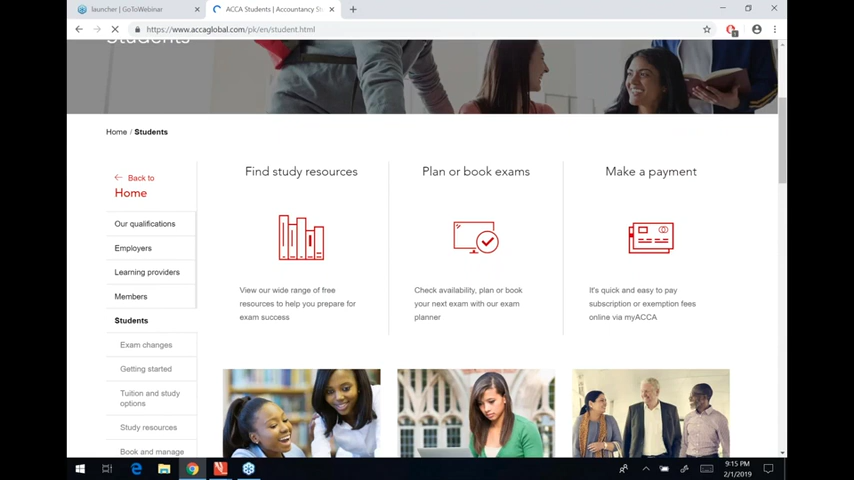 launcher | GoToWebinar
ACCA Students | Accountancy St
https://www.accaglobal.com/pk/en/student.html
Students
Home / Students
Back to
Home
Our qualifications
Employers
Learning providers
Members
Students
Exam changes
Getting started
Tuition and study
options
Study resources
Book and manage
Find study resources
View our wide range of free
resources to help you prepare for
exam success
Plan or book exams
Check availability, plan or book
your next exam with our exam
planner
Make a payment
It's quick and easy to pay
subscription or exemption fees
online via myACCA
9:15 PM
2/1/2019